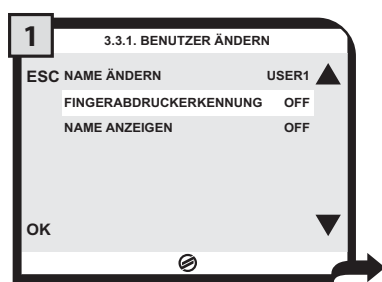 1
3.3.1. BENUTZER ÄNDERN
ESC NAME ÄNDERN USER1
FINGERABDRUCKERKENNUNG OFF
NAME ANZEIGEN OFF
OK